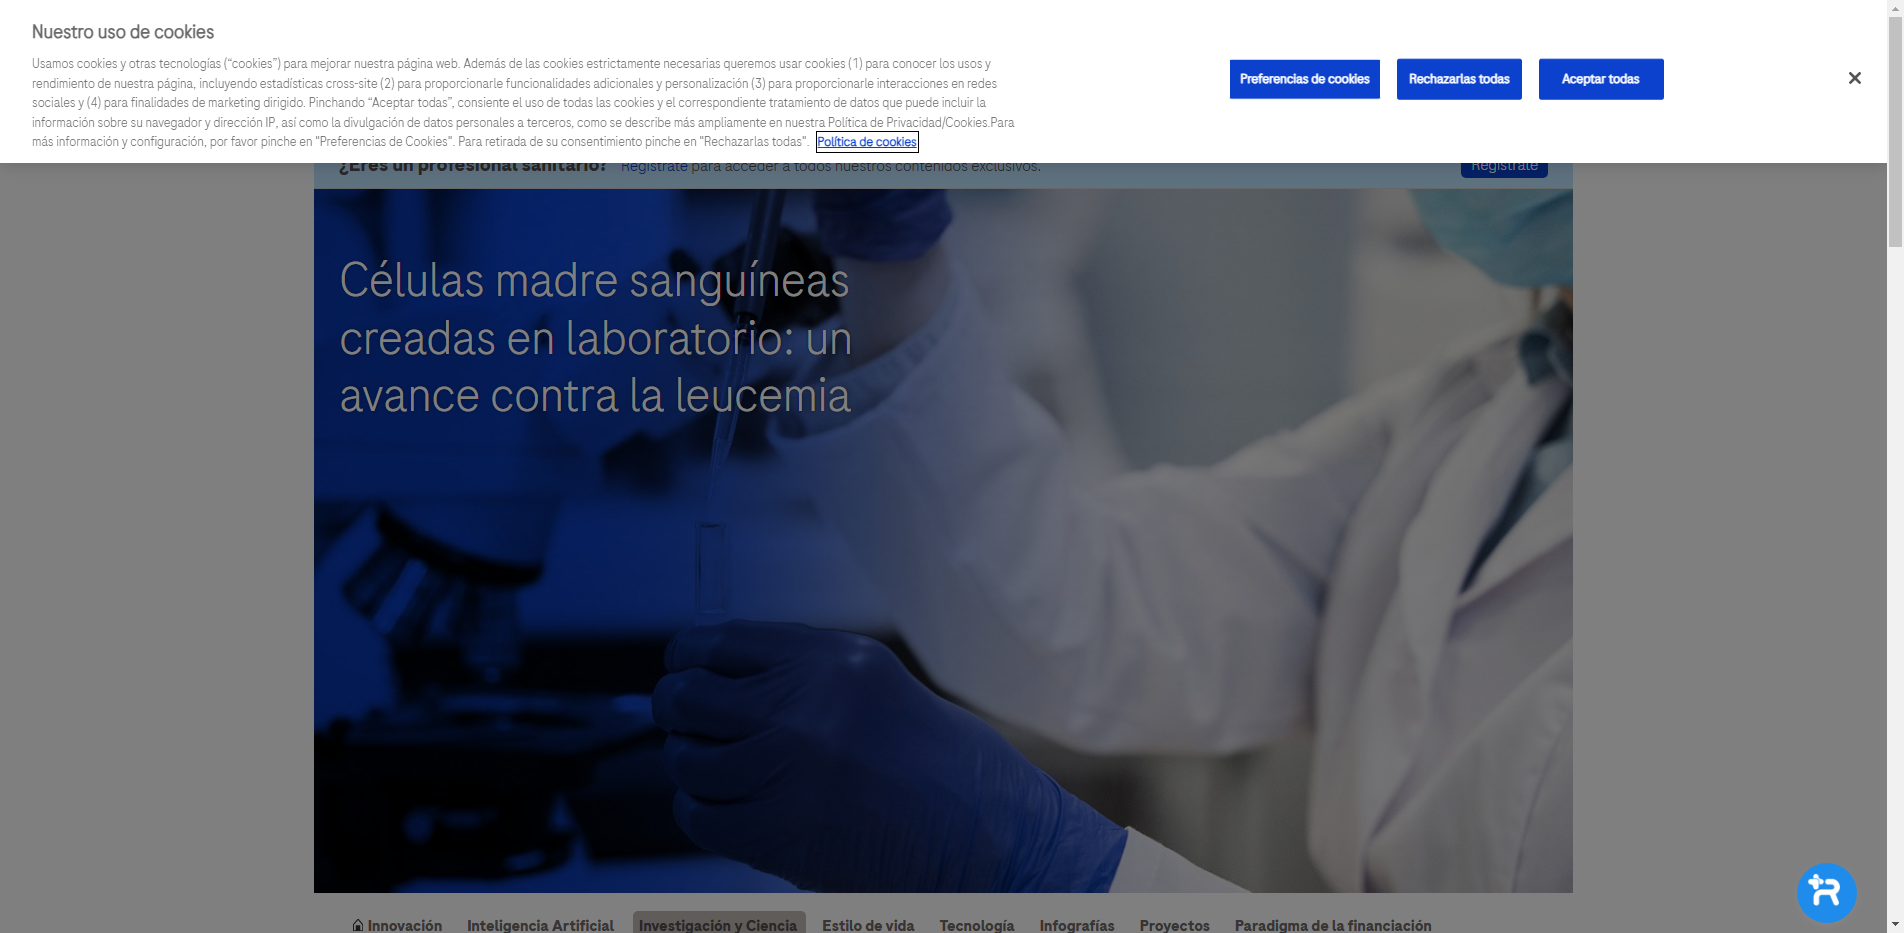 Nuestro uso de cookies
Usamos cookies y otras tecnologías (“cookies”) para mejorar nuestra página web. Además de las cookies estrictamente necesarias queremos usar cookies (1) para conocer los usos y
rendimiento de nuestra página, incluyendo estadísticas cross-site (2) para proporcionarle funcionalidades adicionales y personalización (3) para proporcionarle interacciones en redes
sociales y (4) para finalidades de marketing dirigido. Pinchando “Aceptar todas”, consiente el uso de todas las cookies y el correspondiente tratamiento de datos que puede incluir la
información sobre su navegador y dirección IP, así como la divulgación de datos personales a terceros, como se describe más ampliamente en nuestra Política de Privacidad/Cookies.Para
más información y configuración, por favor pinche en "Preferencias de Cookies". Para retirada de su consentimiento pinche en "Rechazarlas todas". Política de cookies
Preferencias de cookies
Rechazarlas todas
Aceptar todas
¿Eres un profesional sanitario? Regístrate para acceder a todos nuestros contenidos exclusivos.
Regístrate
Células madre sanguíneas
creadas en laboratorio: un
avance contra la leucemia
Innovación Inteligencia Artificial Investigación y Ciencia Estilo de vida Tecnología Infografías Proyectos Paradigma de la financiación